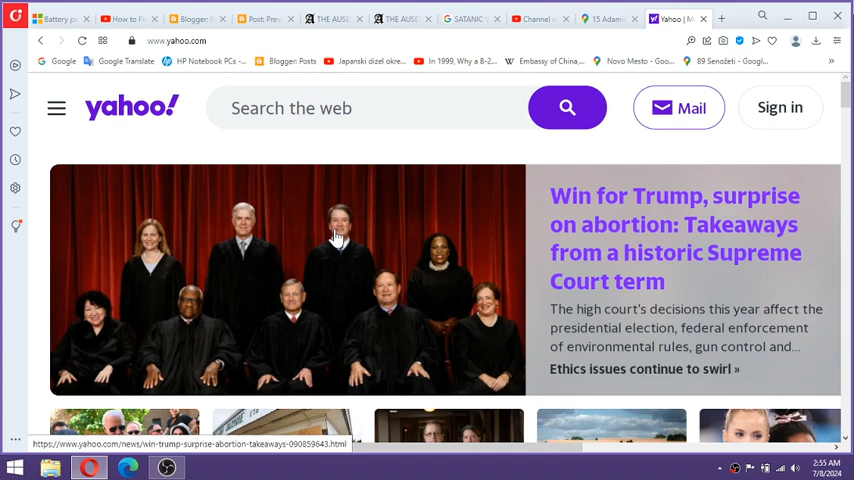 Battery pe
How to Fi
Blogger: P
Post: Prev
THE AUSE
THE AUSE
SATANIC
Channel c
15 Adamin
Yahoo | M
www.yahoo.com
Google
Google Translate
HP Notebook PCs -...
Blogger: Posts
Japanski dizel okre...
In 1999, Why a B-2...
Embassy of China,...
Novo Mesto - Goog...
89 Senožeti - Googl...
yahoo!
Search the web
Mail
Sign in
Win for Trump, surprise
on abortion: Takeaways
from a historic Supreme
Court term
The high court's decisions this year affect the
presidential election, federal enforcement
of environmental rules, gun control and...
Ethics issues continue to swirl »
https://www.yahoo.com/news/win-trump-surprise-abortion-takeaways-090859643.html
2:55 AM
7/8/2024